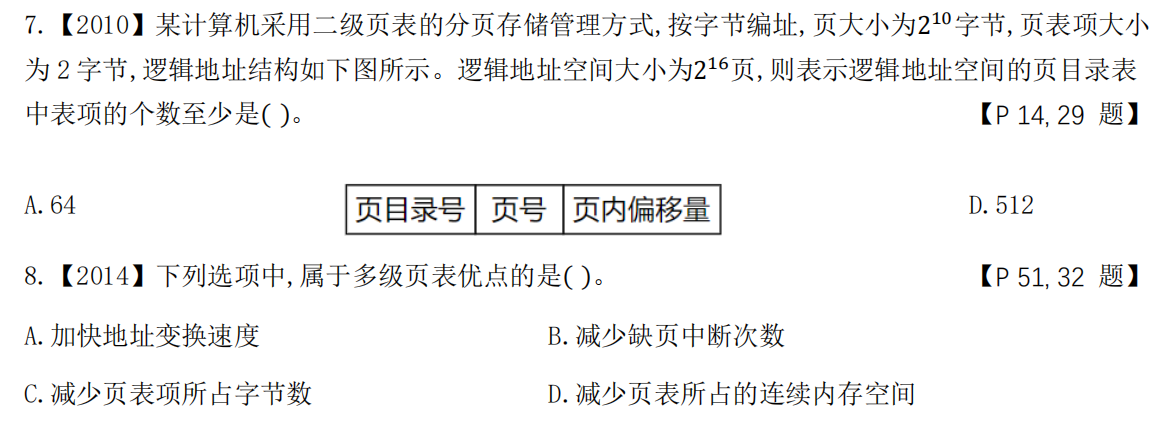 7.【2010】某计算机采用二级页表的分页存储管理方式,按字节编址,页大小为2¹⁰字节,页表项大小
为 2 字节,逻辑地址结构如下图所示。逻辑地址空间大小为2¹⁶页,则表示逻辑地址空间的页目录表
中表项的个数至少是( )。 【P 14, 29 题】
A.64 页目录号 页号 页内偏移量 D.512
8.【2014】下列选项中,属于多级页表优点的是( )。 【P 51, 32 题】
A.加快地址变换速度 B.减少缺页中断次数
C.减少页表项所占字节数 D.减少页表所占的连续内存空间